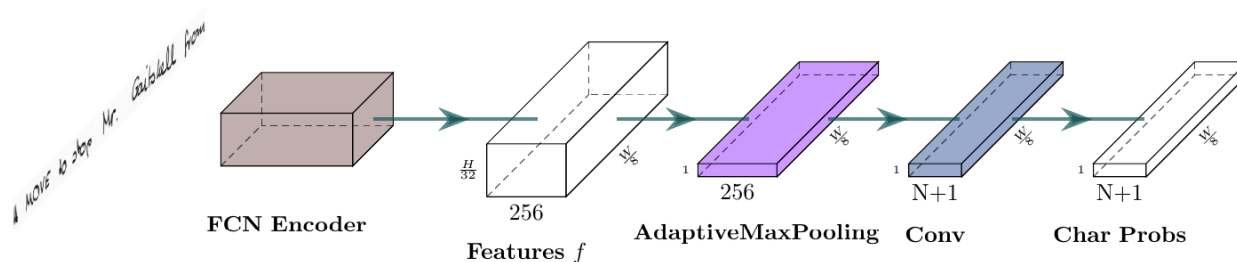 A MOVE to stop Mr. Gaitskell from
H/32
256
W/8
1
256
W/8
1
N+1
W/8
1
N+1
W/8
FCN Encoder
Features f
AdaptiveMaxPooling
Conv
Char Probs